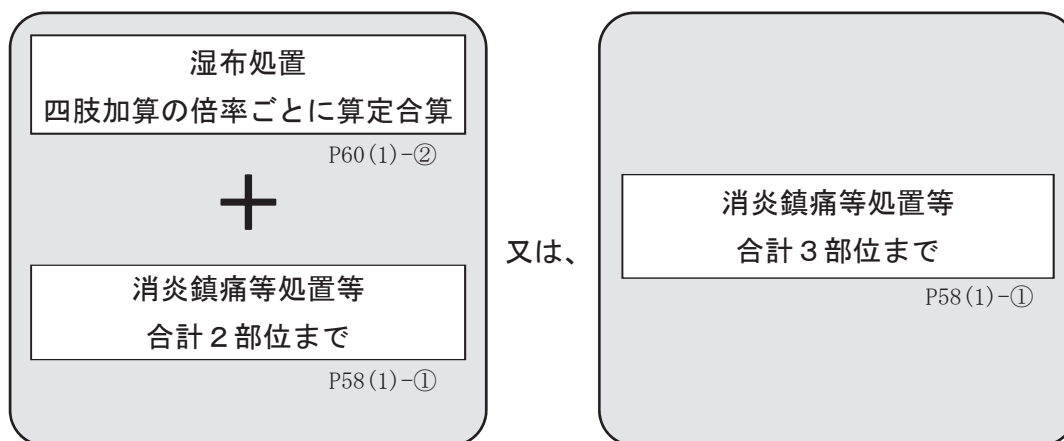 湿布処置
四肢加算の倍率ごとに算定合算
P60(1)-②
＋
消炎鎮痛等処置等
合計２部位まで
P58(1)-①
又は、
消炎鎮痛等処置等
合計３部位まで
P58(1)-①